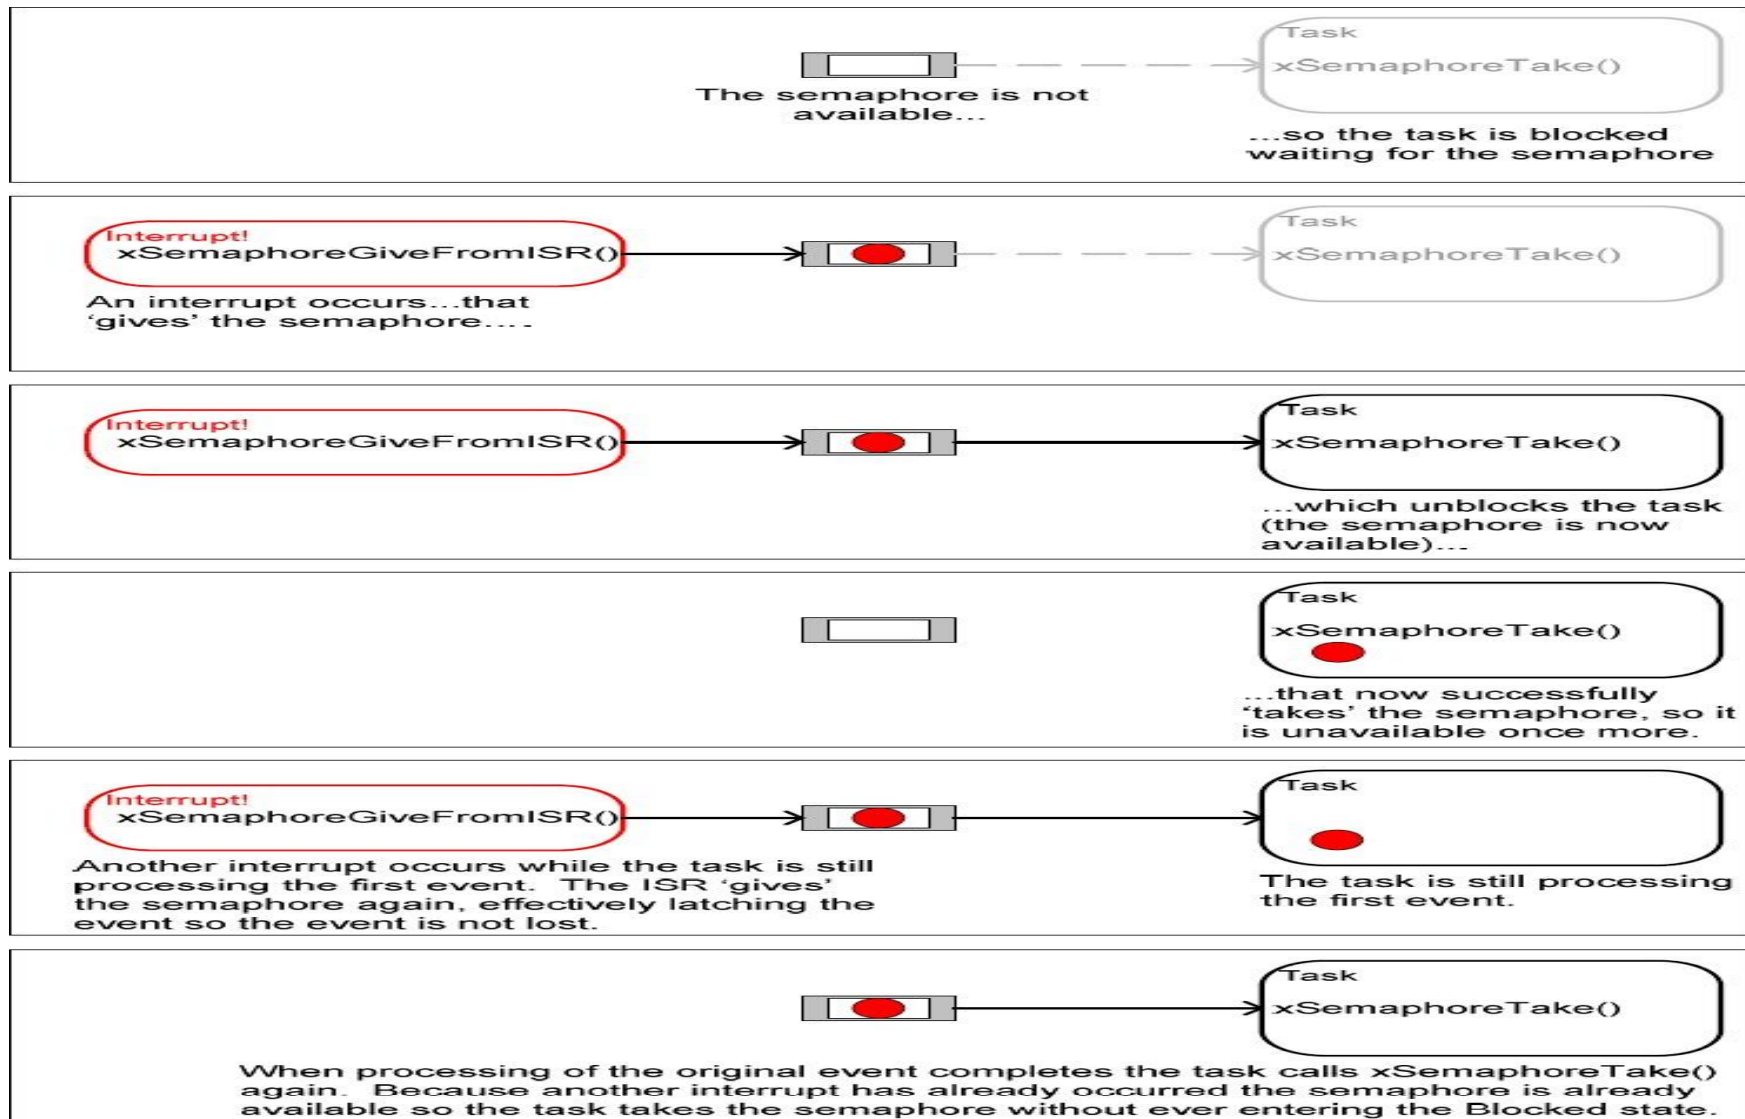 Task
xSemaphoreTake()
The semaphore is not
available...
...so the task is blocked
waiting for the semaphore
Interrupt!
xSemaphoreGiveFromISR()
Task
xSemaphoreTake()
An interrupt occurs...that
‘gives’ the semaphore....
Interrupt!
xSemaphoreGiveFromISR()
Task
xSemaphoreTake()
...which unblocks the task
(the semaphore is now
available)...
Task
xSemaphoreTake()
...that now successfully
‘takes’ the semaphore, so it
is unavailable once more.
Interrupt!
xSemaphoreGiveFromISR()
Task
Another interrupt occurs while the task is still
processing the first event.  The ISR ‘gives’
the semaphore again, effectively latching the
event so the event is not lost.
The task is still processing
the first event.
Task
xSemaphoreTake()
When processing of the original event completes the task calls xSemaphoreTake()
again.  Because another interrupt has already occurred the semaphore is already
available so the task takes the semaphore without ever entering the Blocked state.